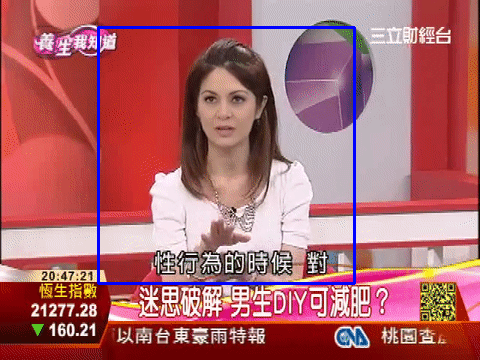 養生我知道
三立財經台
性行為的時候 對
20:47:21
恆生指數
21277.28
▼160.21
迷思破解 男生DIY可減肥？
以南台東豪雨特報
CNA 桃園查